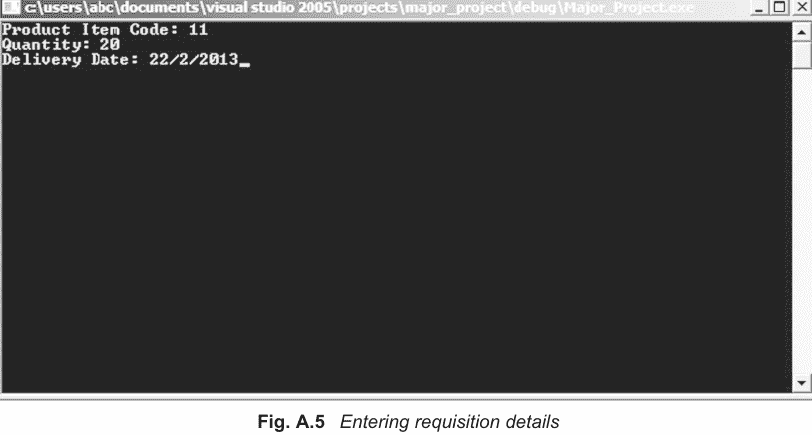 c:\users\abc\documents\visual studio 2005\projects\major_project\debug\Major_Project.exe
Product Item Code: 11
Quantity: 20
Delivery Date: 22/2/2013_
Fig. A.5 Entering requisition details